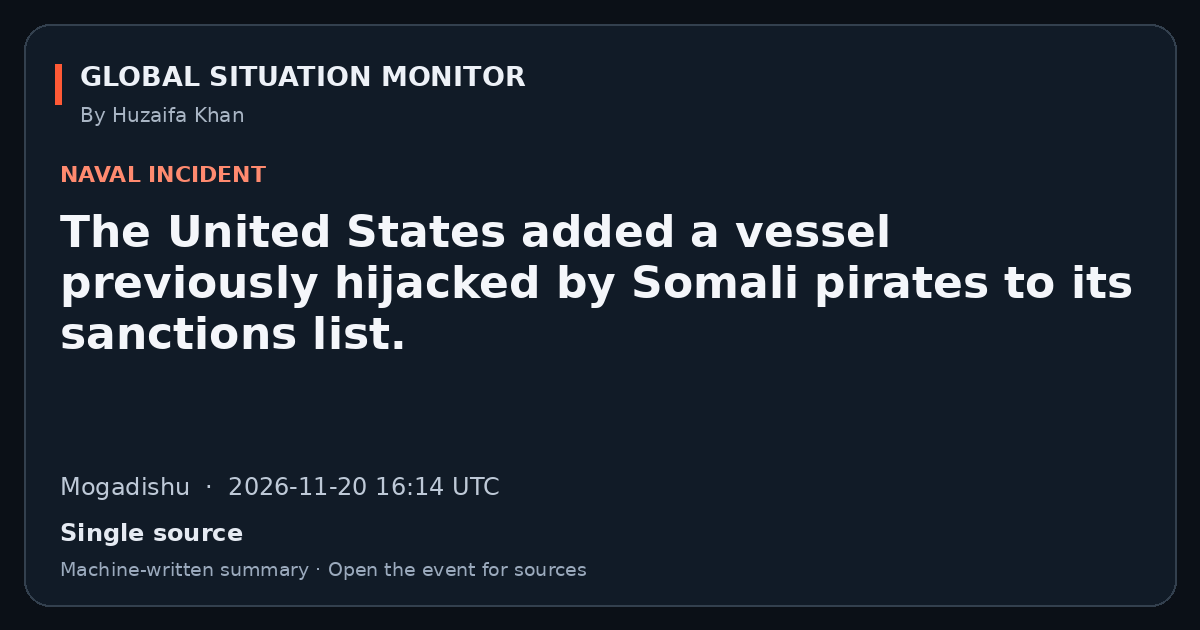 GLOBAL SITUATION MONITOR
By Huzaifa Khan
NAVAL INCIDENT
The United States added a vessel
previously hijacked by Somali pirates to its
sanctions list.
Mogadishu · 2026-11-20 16:14 UTC
Single source
Machine-written summary · Open the event for sources